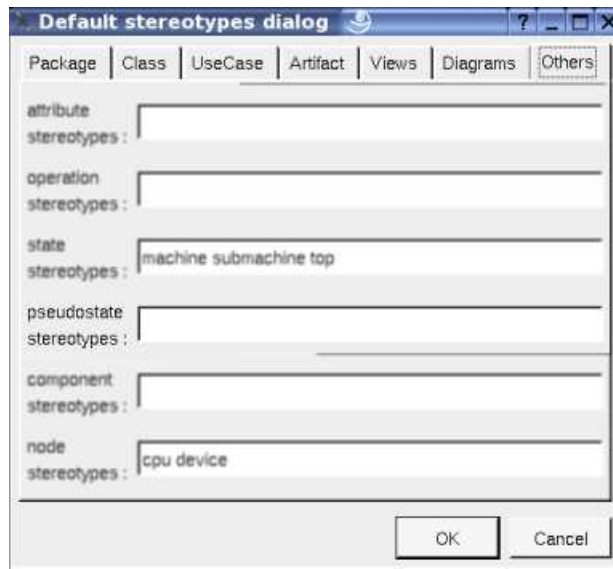 Default stereotypes dialog
Package Class UseCase Artifact Views Diagrams Others
attribute
stereotypes :
operation
stereotypes :
state
stereotypes :
machine submachine top
pseudostate
stereotypes :
component
stereotypes :
node
stereotypes :
cpu device
OK Cancel